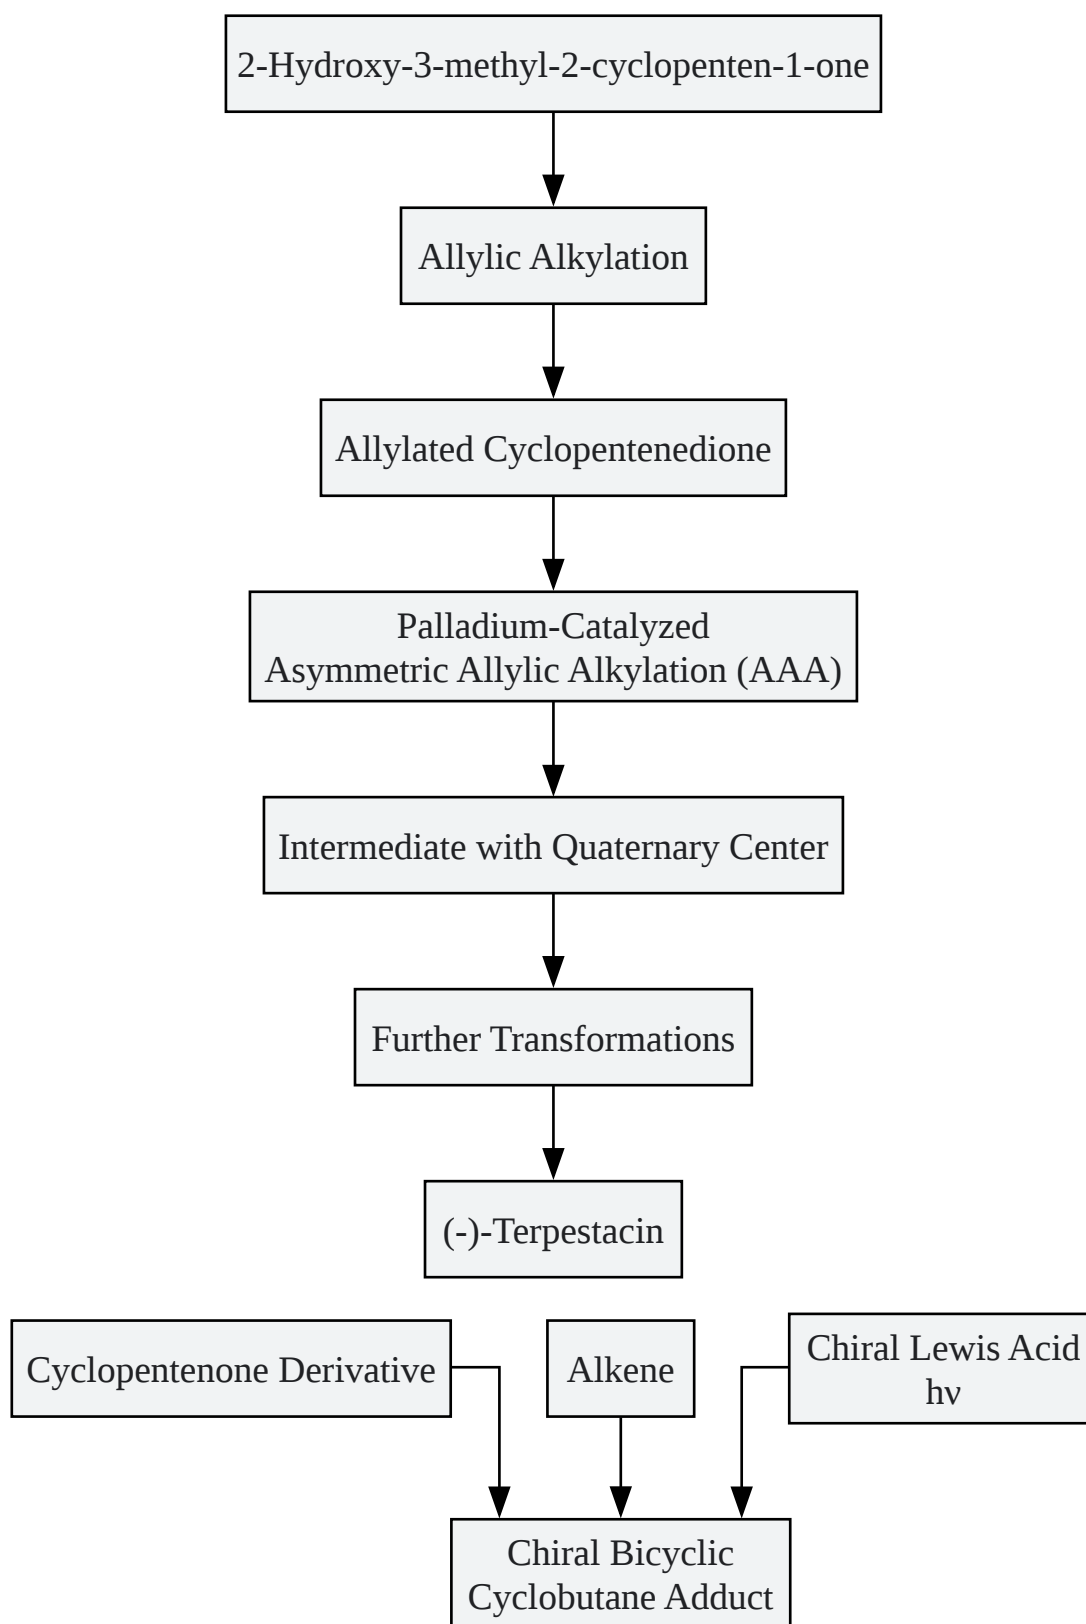 2-Hydroxy-3-methyl-2-cyclopenten-1-one
Allylic Alkylation
Allylated Cyclopentenedione
Palladium-Catalyzed
Asymmetric Allylic Alkylation (AAA)
Intermediate with Quaternary Center
Further Transformations
(-)-Terpestacin
Cyclopentenone Derivative
Alkene
Chiral Lewis Acid
hν
Chiral Bicyclic
Cyclobutane Adduct